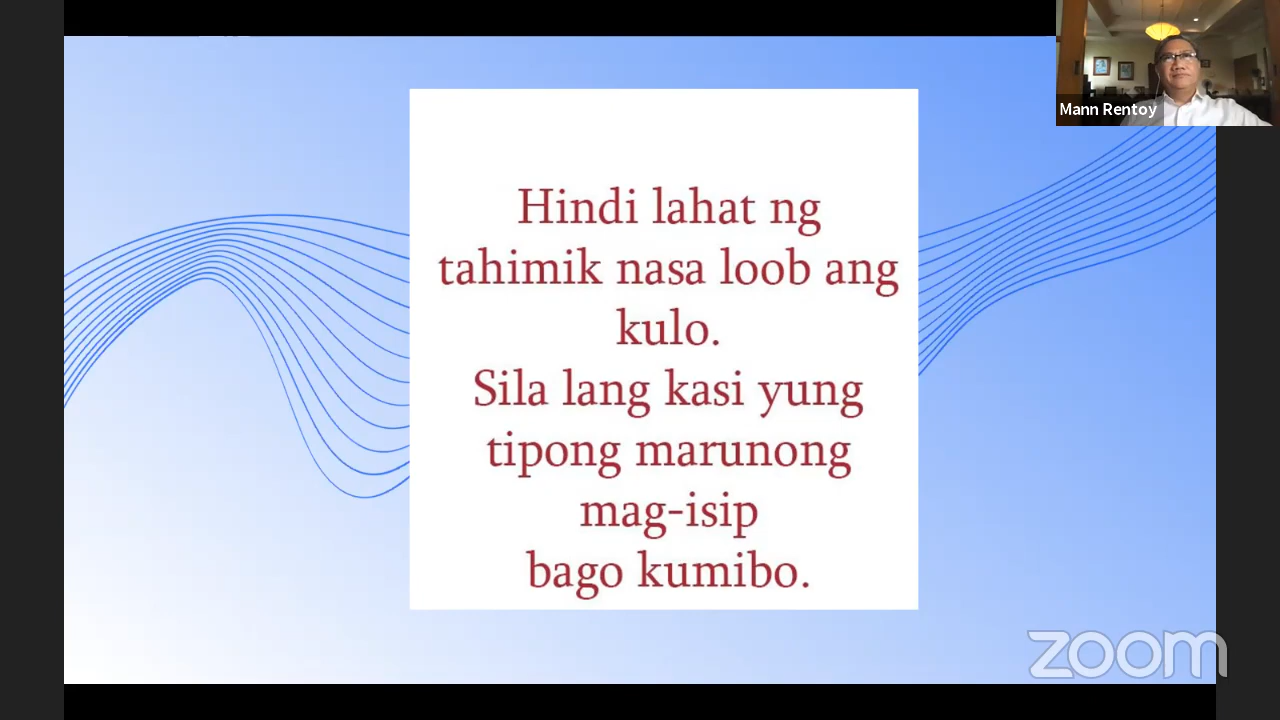 Mann Rentoy
Hindi lahat ng
tahimik nasa loob ang
kulo.
Sila lang kasi yung
tipong marunong
mag-isip
bago kumibo.
zoom